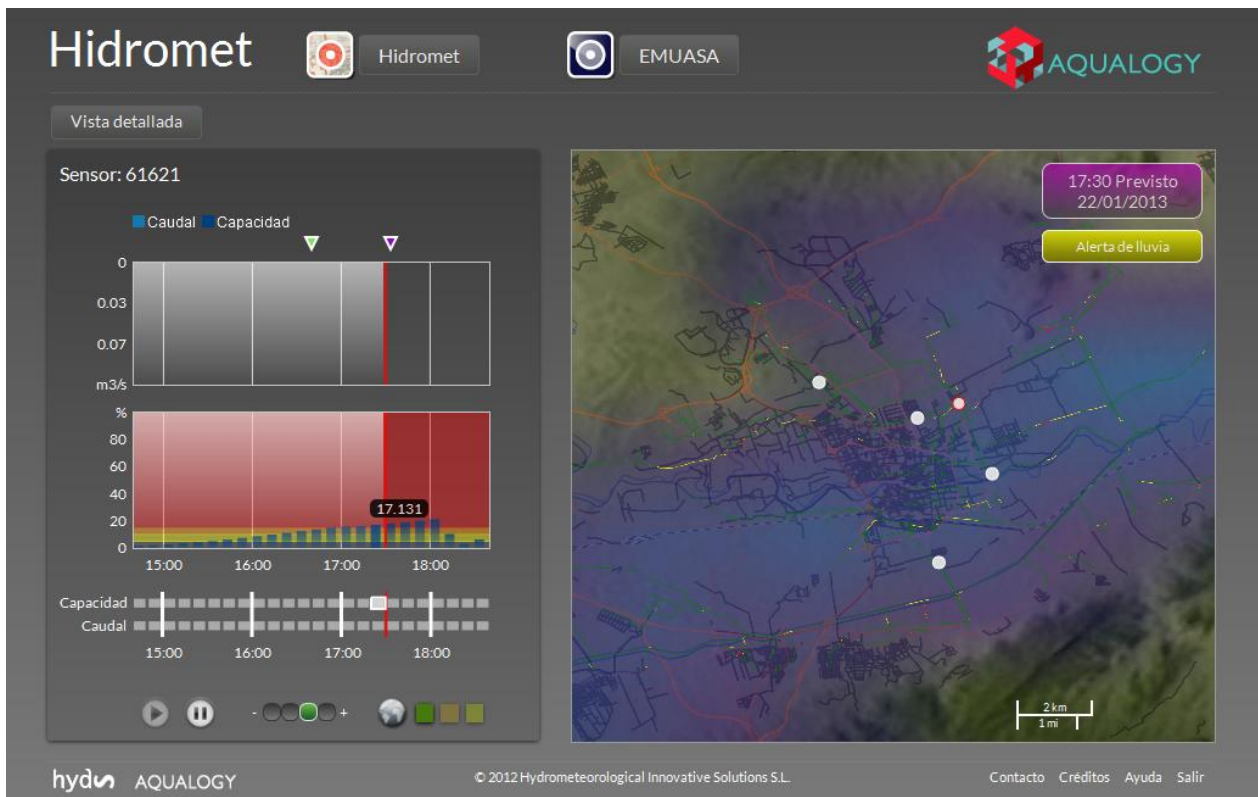 Hidromet
Hidromet
EMUASA
AQUALOGY
Vista detallada
Sensor: 61621
Caudal Capacidad
0
0.03
0.07
m3/s
%
80
60
40
20
0
17.131
15:00 16:00 17:00 18:00
Capacidad
Caudal
15:00 16:00 17:00 18:00
- +
17:30 Previsto
22/01/2013
Alerta de lluvia
2 km
1 mi
hyds AQUALOGY
© 2012 Hydrometeorological Innovative Solutions S.L.
Contacto Créditos Ayuda Salir